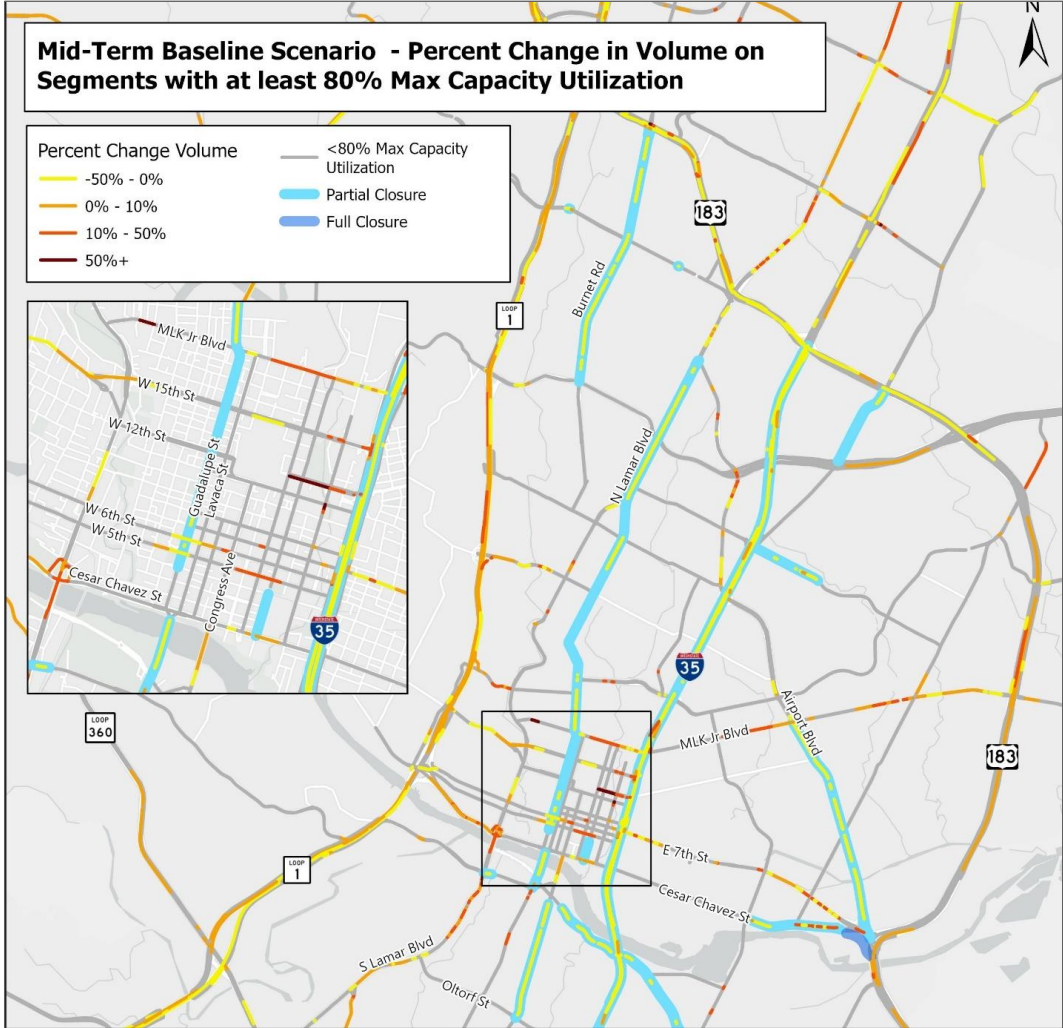 N
Mid-Term Baseline Scenario - Percent Change in Volume on
Segments with at least 80% Max Capacity Utilization
Percent Change Volume
-50% - 0%
0% - 10%
10% - 50%
50%+
<80% Max Capacity
Utilization
Partial Closure
Full Closure
183
LOOP
1
Burnet Rd
MLK Jr Blvd
W 15th St
W 12th St
Guadalupe St
Lavaca St
W 6th St
W 5th St
Congress Ave
Cesar Chavez St
35
N Lamar Blvd
35
LOOP
360
MLK Jr Blvd
Airport Blvd
183
E 7th St
LOOP
1
Cesar Chavez St
S Lamar Blvd
Oltorf St